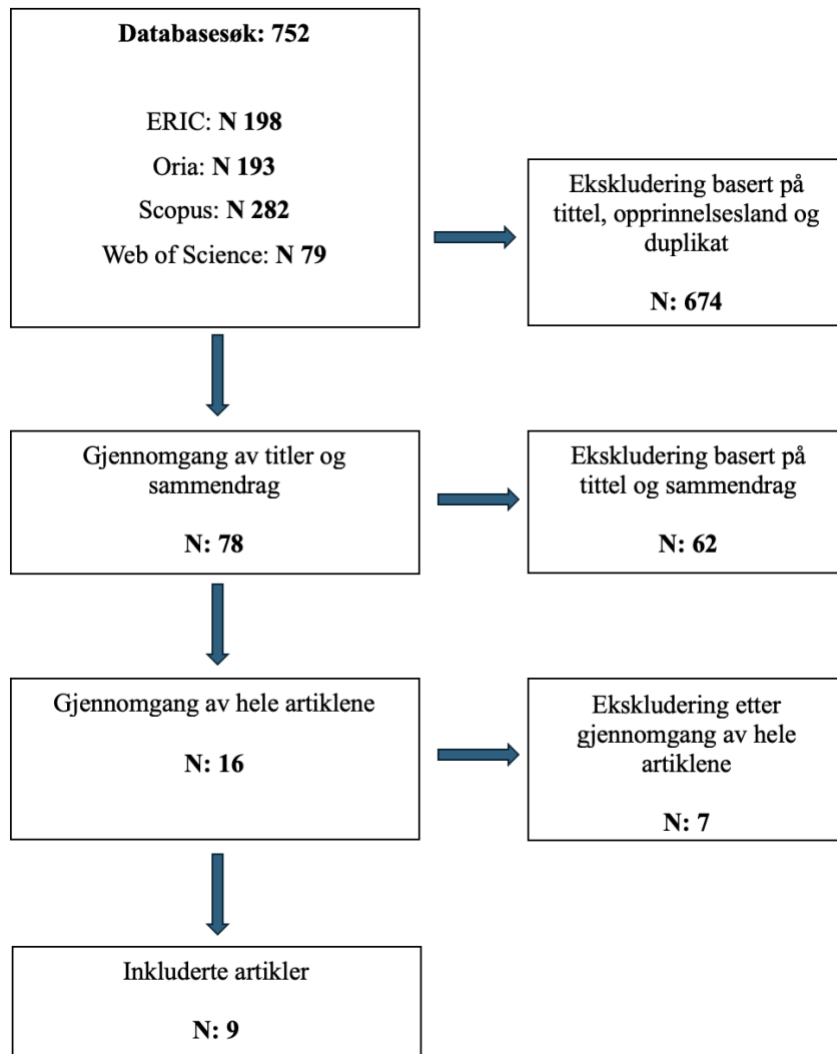 Databasesøk: 752
ERIC: N 198
Oria: N 193
Scopus: N 282
Web of Science: N 79
Ekskludering basert på
tittel, opprinnelsesland og
duplikat
N: 674
Gjennomgang av titler og
sammendrag
N: 78
Ekskludering basert på
tittel og sammendrag
N: 62
Gjennomgang av hele artiklene
N: 16
Ekskludering etter
gjennomgang av hele
artiklene
N: 7
Inkluderte artikler
N: 9